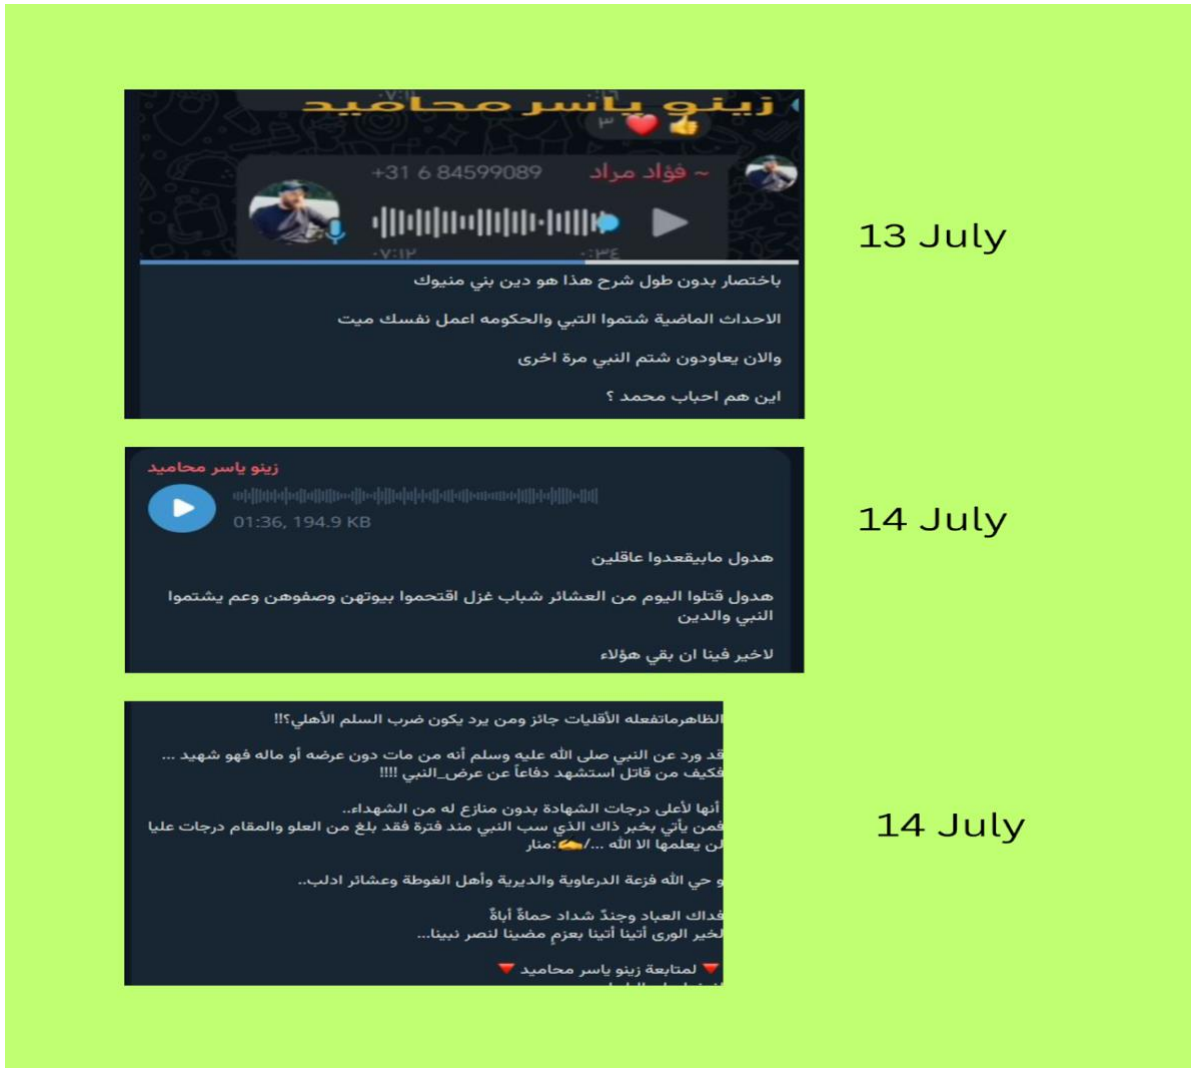 زينو ياسر محاميد
٣
~ فؤاد مراد +31 6 84599089
٠٧:١٢ ٠:٣٤
باختصار بدون طول شرح هذا هو دين بني منيوك
الاحداث الماضية شتموا النبي والحكومه اعمل نفسك ميت
والان يعاودون شتم النبي مرة اخرى
اين هم احباب محمد ؟
13 July
زينو ياسر محاميد
01:36, 194.9 KB
هدول مابيقعدوا عاقلين
هدول قتلوا اليوم من العشائر شباب غزل اقتحموا بيوتهن وصفوهن وعم يشتموا
النبي والدين
لاخير فينا ان بقي هؤلاء
14 July
الظاهرماتفعله الأقليات جائز ومن يرد يكون ضرب السلم الأهلي؟!!
قد ورد عن النبي صلى الله عليه وسلم أنه من مات دون عرضه أو ماله فهو شهيد ...
فكيف من قاتل استشهد دفاعاً عن عرض_النبي !!!!
أنها لأعلى درجات الشهادة بدون منازع له من الشهداء..
فمن يأتي بخبر ذاك الذي سب النبي منذ فترة فقد بلغ من العلو والمقام درجات عليا
لن يعلمها الا الله .../✍:منار
و حي الله فزعة الدرعاوية والديرية وأهل الغوطة وعشائر ادلب..
فداك العباد وجندٌ شداد حماةٌ أباةٌ
لخير الورى أتينا أتينا بعزمِ مضينا لنصر نبينا...
🔻 لمتابعة زينو ياسر محاميد 🔻
14 July